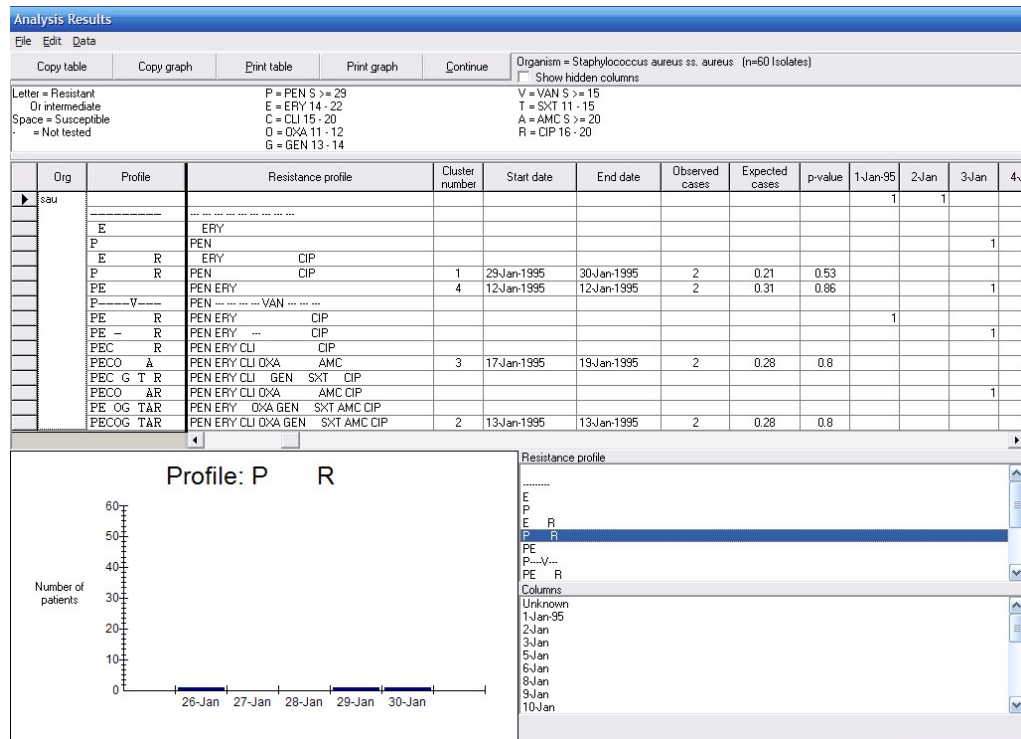 Analysis Results
File Edit Data
Copy table Copy graph Print table Print graph Continue Organism = Staphylococcus aureus ss. aureus (n=60 Isolates)
Show hidden columns
Letter = Resistant P = PEN S >= 29 V = VAN S >= 15
Or intermediate E = ERY 14 - 22 T = SXT 11 - 15
Space = Susceptible C = CLI 15 - 20 A = AMC S >= 20
- = Not tested O = OXA 11 - 12 R = CIP 16 - 20
G = GEN 13 - 14
Org Profile Resistance profile Cluster number Start date End date Observed cases Expected cases p-value 1-Jan-95 2-Jan 3-Jan
sau 1 1
--------- --- --- --- --- --- --- --- --- ---
E ERY
P PEN 1
E R ERY CIP
P R PEN CIP 1 29-Jan-1995 30-Jan-1995 2 0.21 0.53
PE PEN ERY 4 12-Jan-1995 12-Jan-1995 2 0.31 0.86 1
P----V--- PEN --- --- --- --- VAN --- --- ---
PE R PEN ERY CIP 1
PE - R PEN ERY --- CIP 1
PEC R PEN ERY CLI CIP
PECO A PEN ERY CLI OXA AMC 3 17-Jan-1995 19-Jan-1995 2 0.28 0.8
PEC G T R PEN ERY CLI GEN SXT CIP
PECO AR PEN ERY CLI OXA AMC CIP 1
PE OG TAR PEN ERY OXA GEN SXT AMC CIP
PECOG TAR PEN ERY CLI OXA GEN SXT AMC CIP 2 13-Jan-1995 13-Jan-1995 2 0.28 0.8
Profile: P R
Number of patients
60
50
40
30
20
10
0
26-Jan 27-Jan 28-Jan 29-Jan 30-Jan
Resistance profile
---------
E
P
E R
P R
PE
P----V---
PE R
Columns
Unknown
1-Jan-95
2-Jan
3-Jan
5-Jan
6-Jan
8-Jan
9-Jan
10-Jan